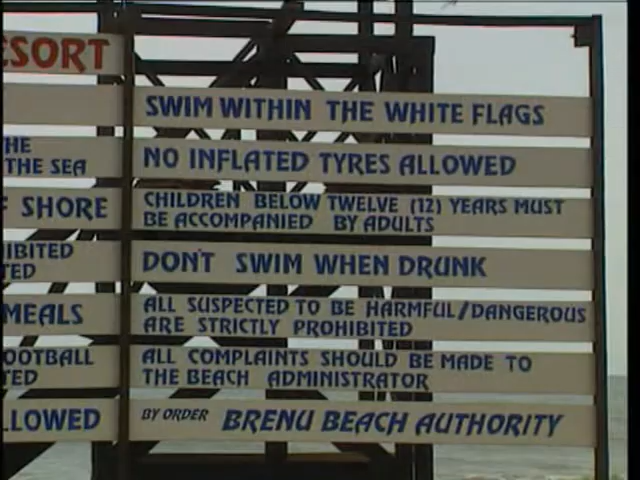 ESORT
HE
THE SEA
F SHORE
IBITED
TED
MEALS
OOTBALL
TED
LLOWED
SWIM WITHIN THE WHITE FLAGS
NO INFLATED TYRES ALLOWED
CHILDREN BELOW TWELVE (12) YEARS MUST
BE ACCOMPANIED BY ADULTS
DON'T SWIM WHEN DRUNK
ALL SUSPECTED TO BE HARMFUL/DANGEROUS
ARE STRICTLY PROHIBITED
ALL COMPLAINTS SHOULD BE MADE TO
THE BEACH ADMINISTRATOR
BY ORDER BRENU BEACH AUTHORITY